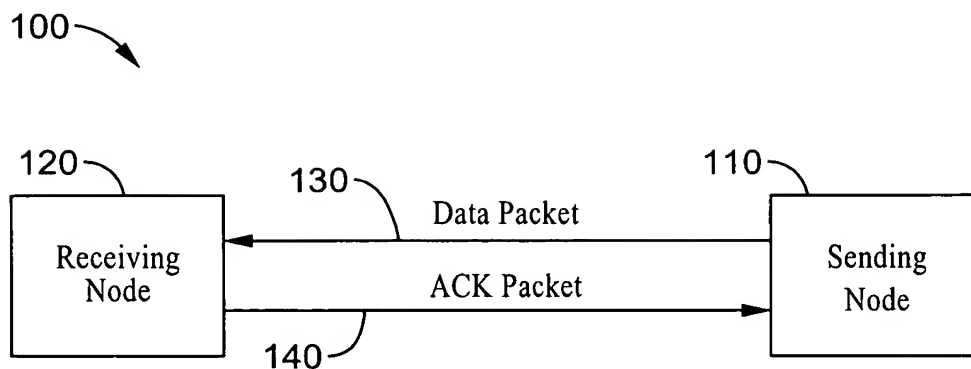 100
120
130
110
Data Packet
Receiving
Node
Sending
Node
ACK Packet
140